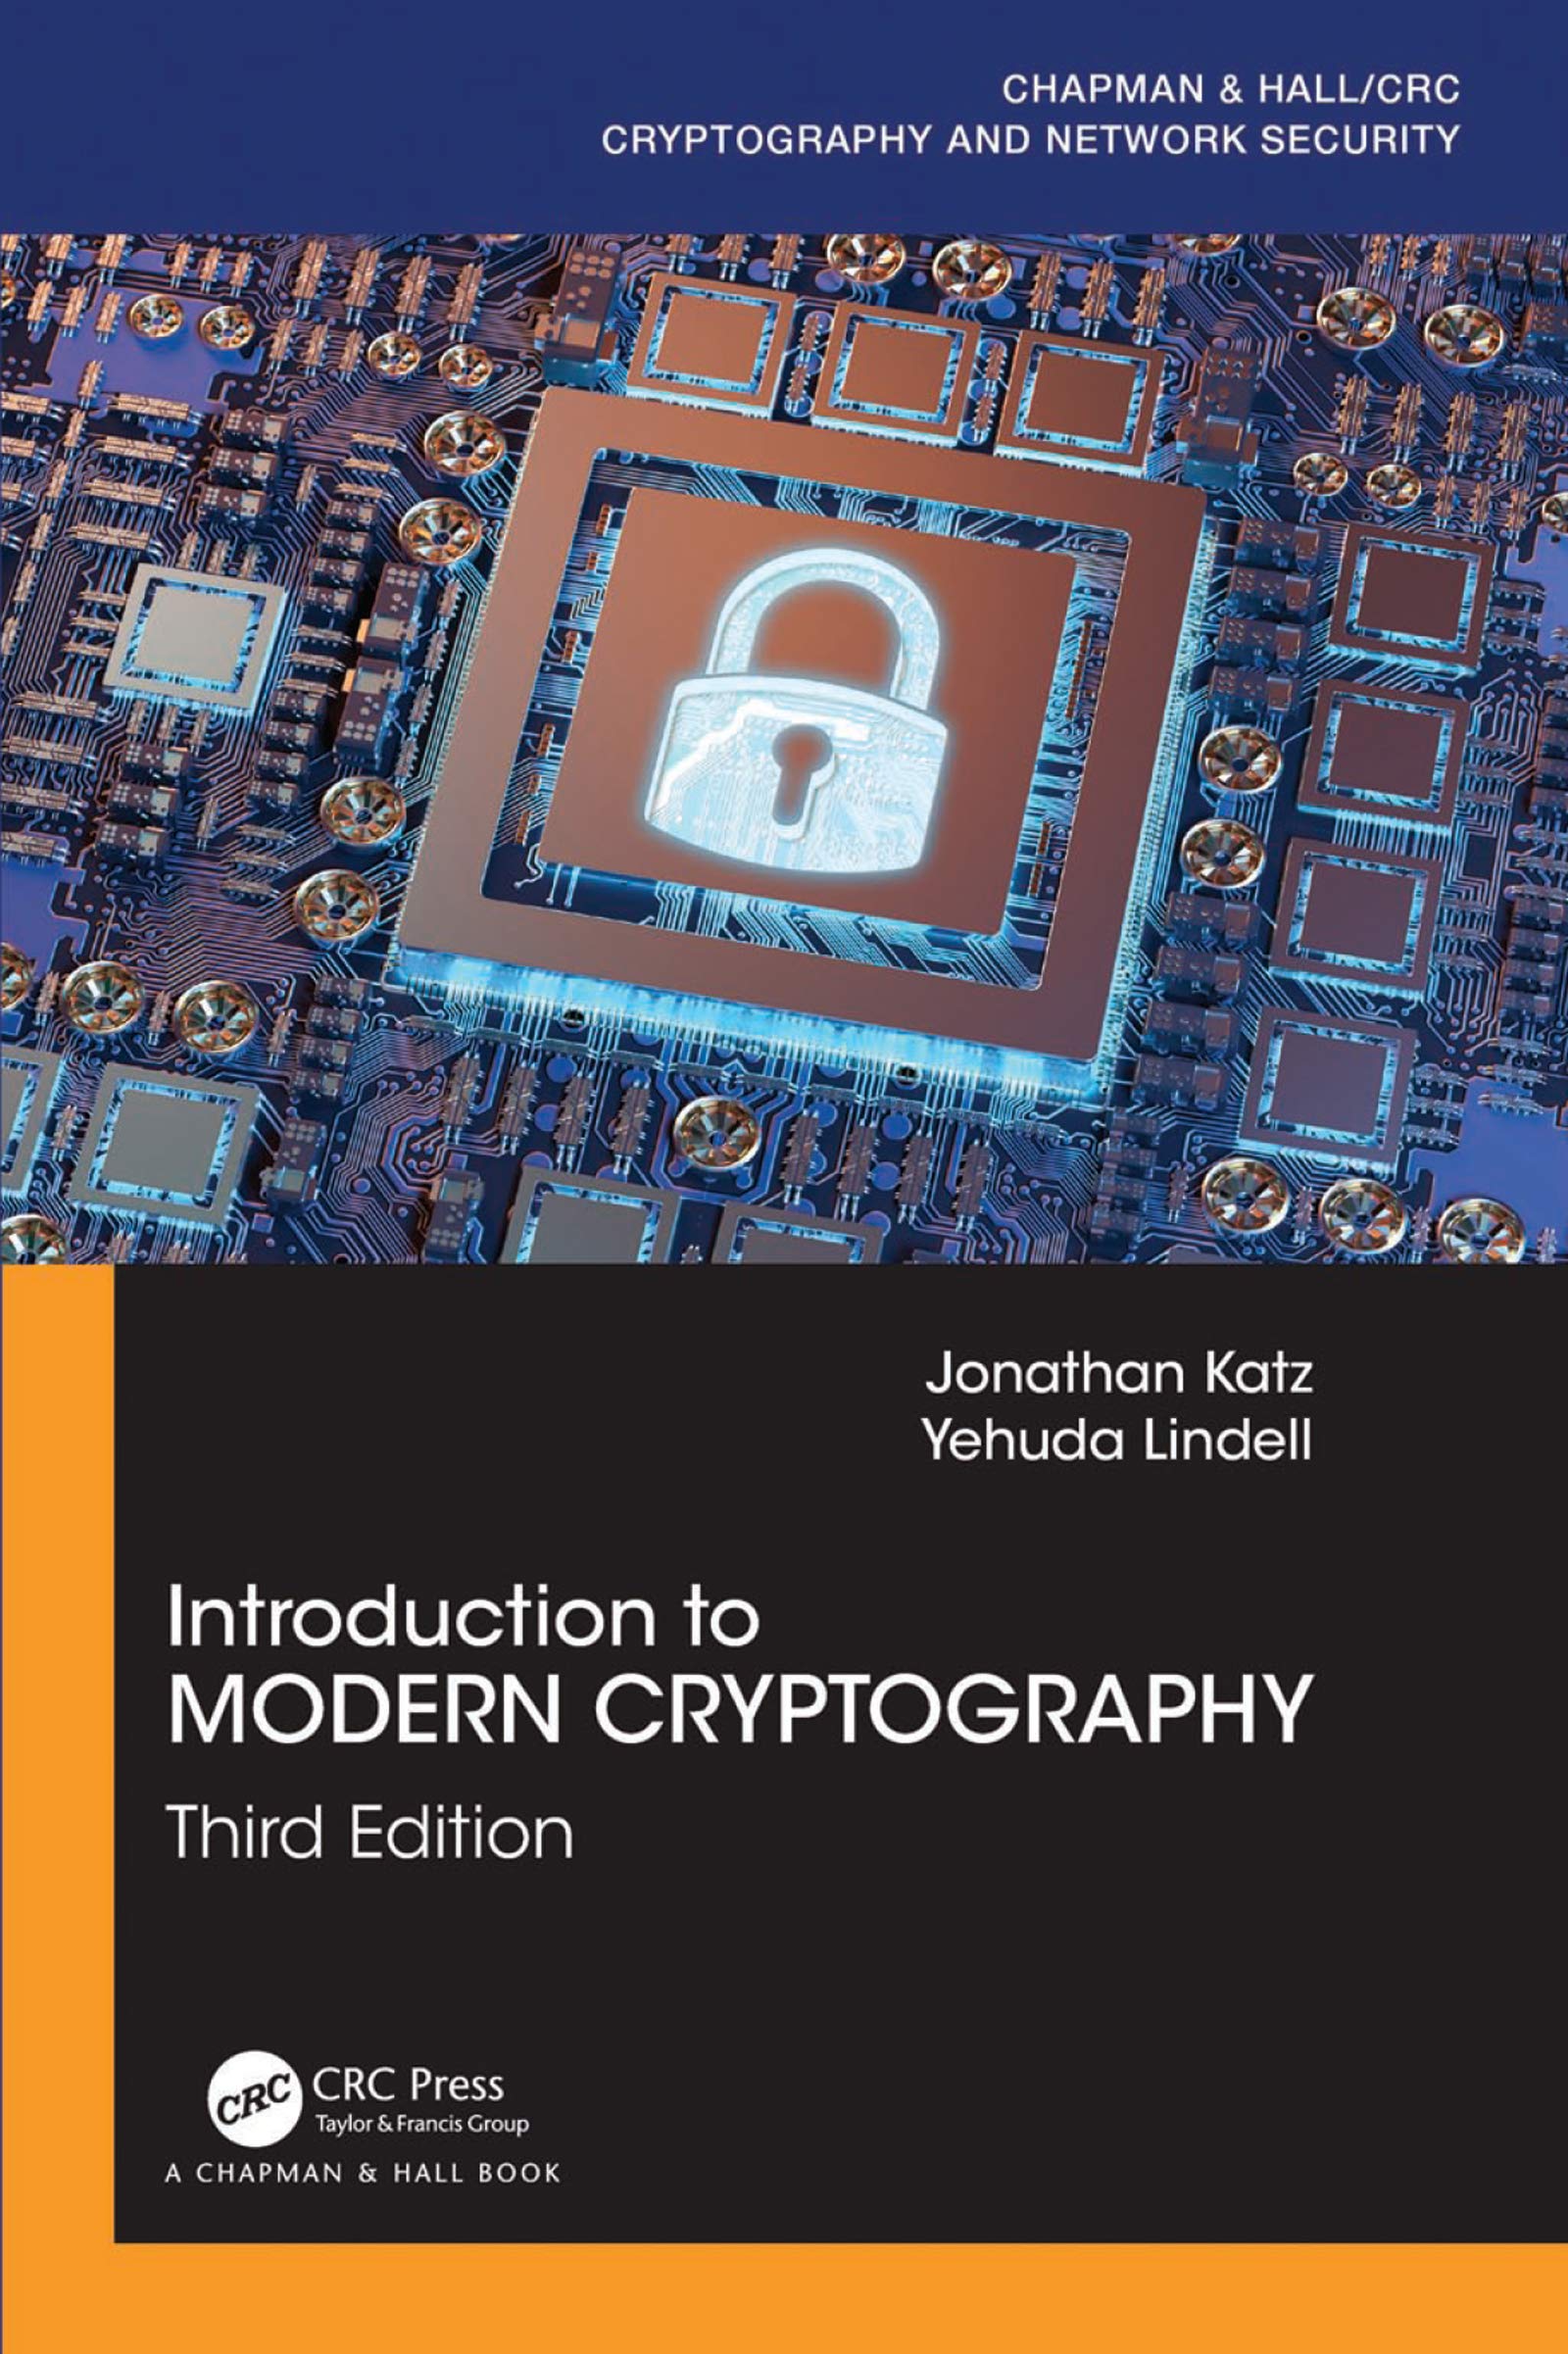 CHAPMAN & HALL/CRC
CRYPTOGRAPHY AND NETWORK SECURITY
Jonathan Katz
Yehuda Lindell
Introduction to
MODERN CRYPTOGRAPHY
Third Edition
CRC
CRC Press
Taylor & Francis Group
A CHAPMAN & HALL BOOK